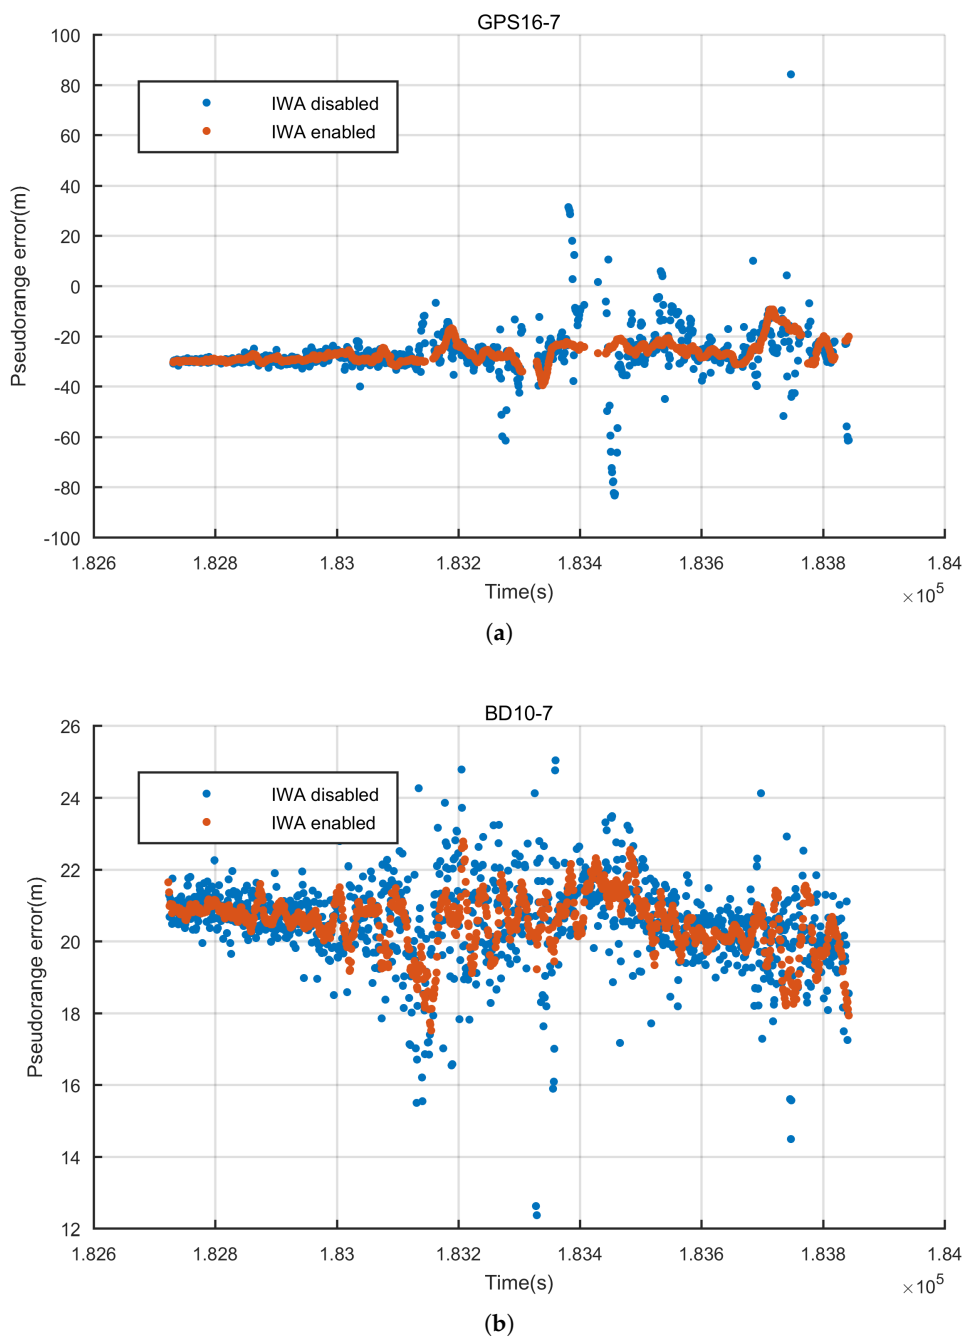 GPS16-7
100
80
60
40
20
0
-20
-40
-60
-80
-100
Pseudorange error(m)
IWA disabled
IWA enabled
1.826 1.828 1.83 1.832 1.834 1.836 1.838 1.84
Time(s)
×10^5
(a)
BD10-7
26
24
22
20
18
16
14
12
Pseudorange error(m)
IWA disabled
IWA enabled
1.826 1.828 1.83 1.832 1.834 1.836 1.838 1.84
Time(s)
×10^5
(b)